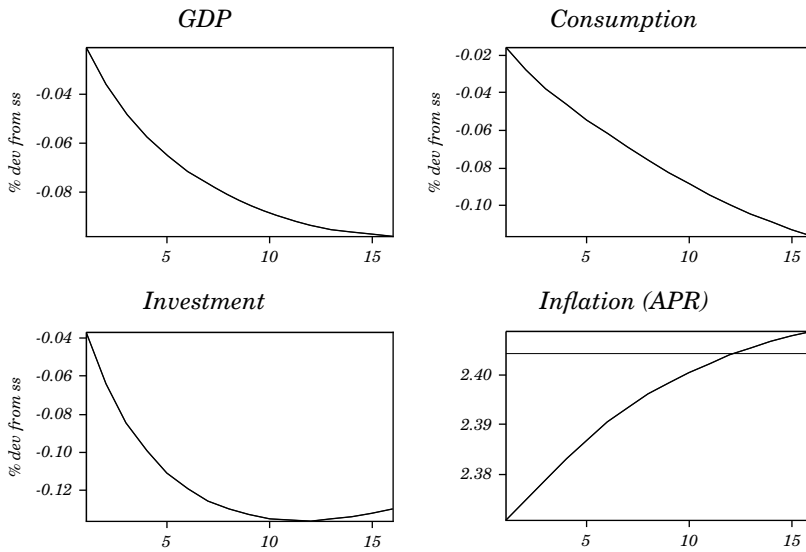 GDP
% dev from ss
-0.04
-0.06
-0.08
5 10 15
Consumption
% dev from ss
-0.02
-0.04
-0.06
-0.08
-0.10
5 10 15
Investment
% dev from ss
-0.04
-0.06
-0.08
-0.10
-0.12
5 10 15
Inflation (APR)
2.40
2.39
2.38
5 10 15